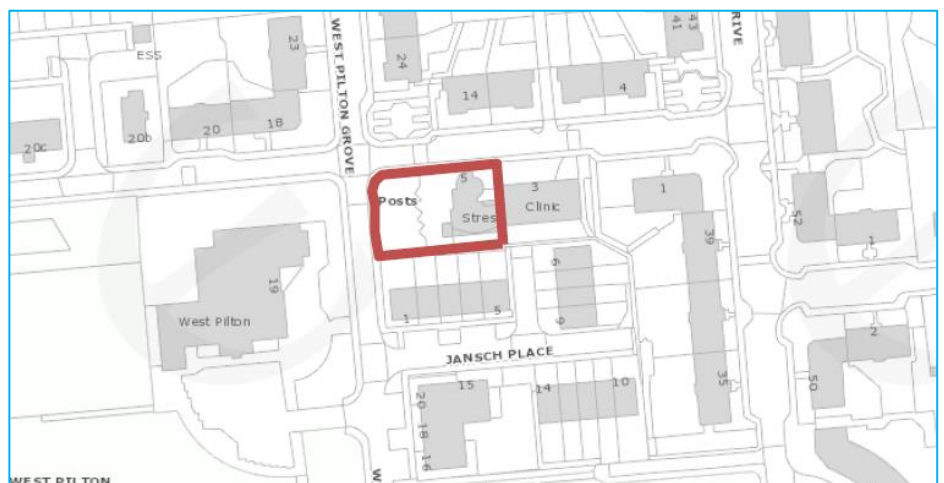 WEST PILTON GROVE
DRIVE
43
41
23
ESS
24
14
4
20c
20b
20
18
Posts
5
3
1
Stres
Clinic
52
1
39
6
19
West Pilton
1
5
9
2
JANSCH PLACE
15
14
10
35
50
20
18
16
W
WEST PILTON